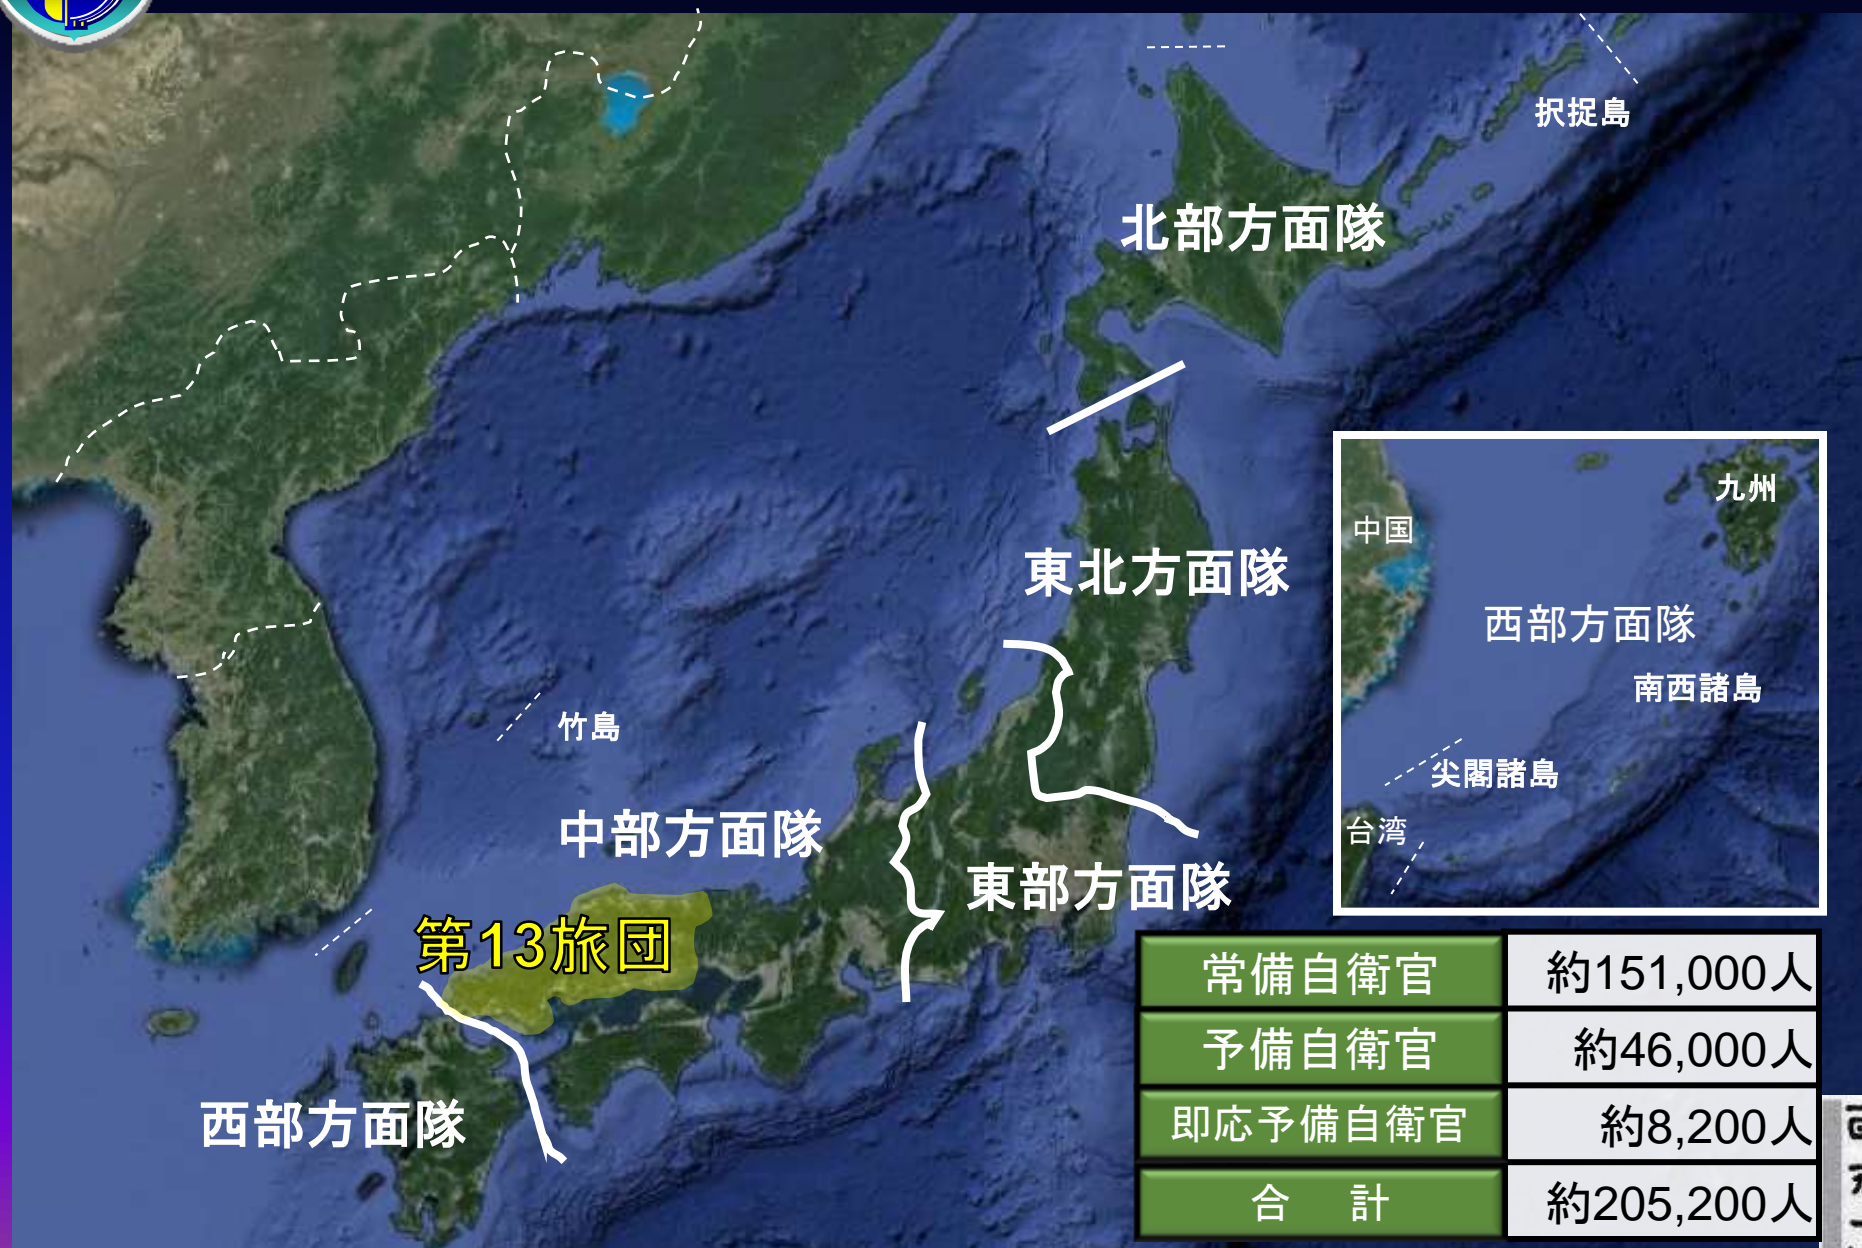 択捉島
北部方面隊
東北方面隊
竹島
中部方面隊
東部方面隊
第13旅団
西部方面隊
九州
中国
西部方面隊
南西諸島
尖閣諸島
台湾
常備自衛官 約151,000人
予備自衛官 約46,000人
即応予備自衛官 約8,200人
合 計 約205,200人